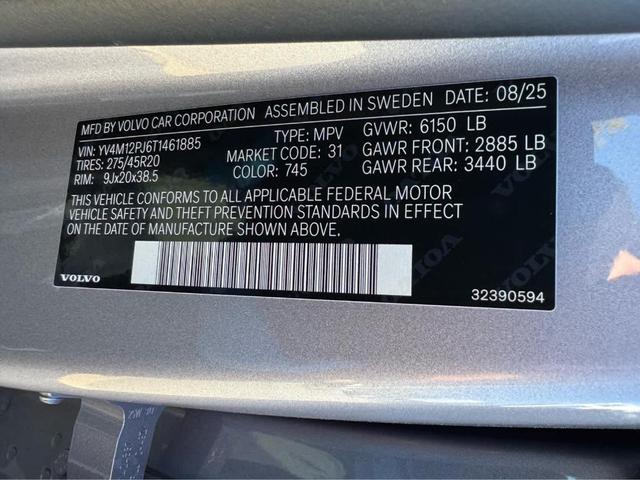 MFD BY VOLVO CAR CORPORATION ASSEMBLED IN SWEDEN DATE: 08/25
VIN: YV4M12PJ6T1461885 TYPE: MPV GVWR: 6150 LB
TIRES: 275/45R20 MARKET CODE: 31 GAWR FRONT: 2885 LB
RIM: 9Jx20x38.5 COLOR: 745 GAWR REAR: 3440 LB
THIS VEHICLE CONFORMS TO ALL APPLICABLE FEDERAL MOTOR
VEHICLE SAFETY AND THEFT PREVENTION STANDARDS IN EFFECT
ON THE DATE OF MANUFACTURE SHOWN ABOVE.
VOLVO 32390594